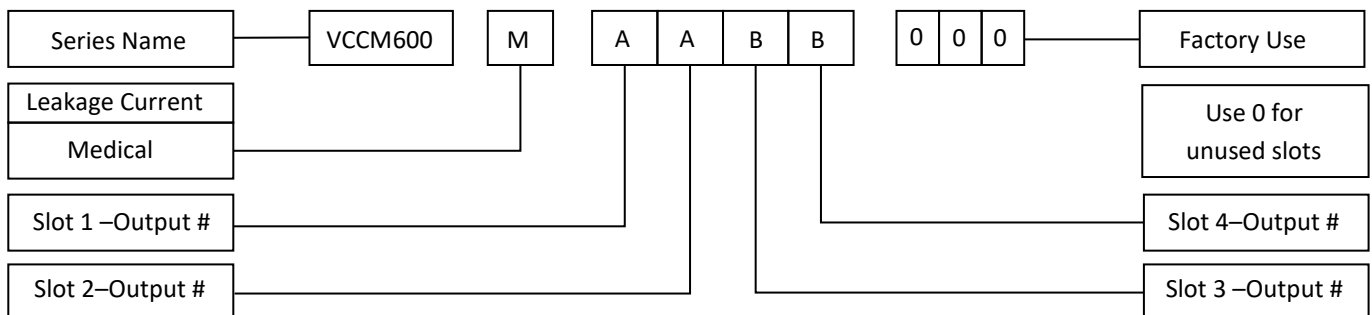 Series Name VCCM600 M A A B B 0 0 0 Factory Use
Leakage Current
Medical
Use 0 for
unused slots
Slot 1 –Output #
Slot 4–Output #
Slot 2–Output #
Slot 3 –Output #